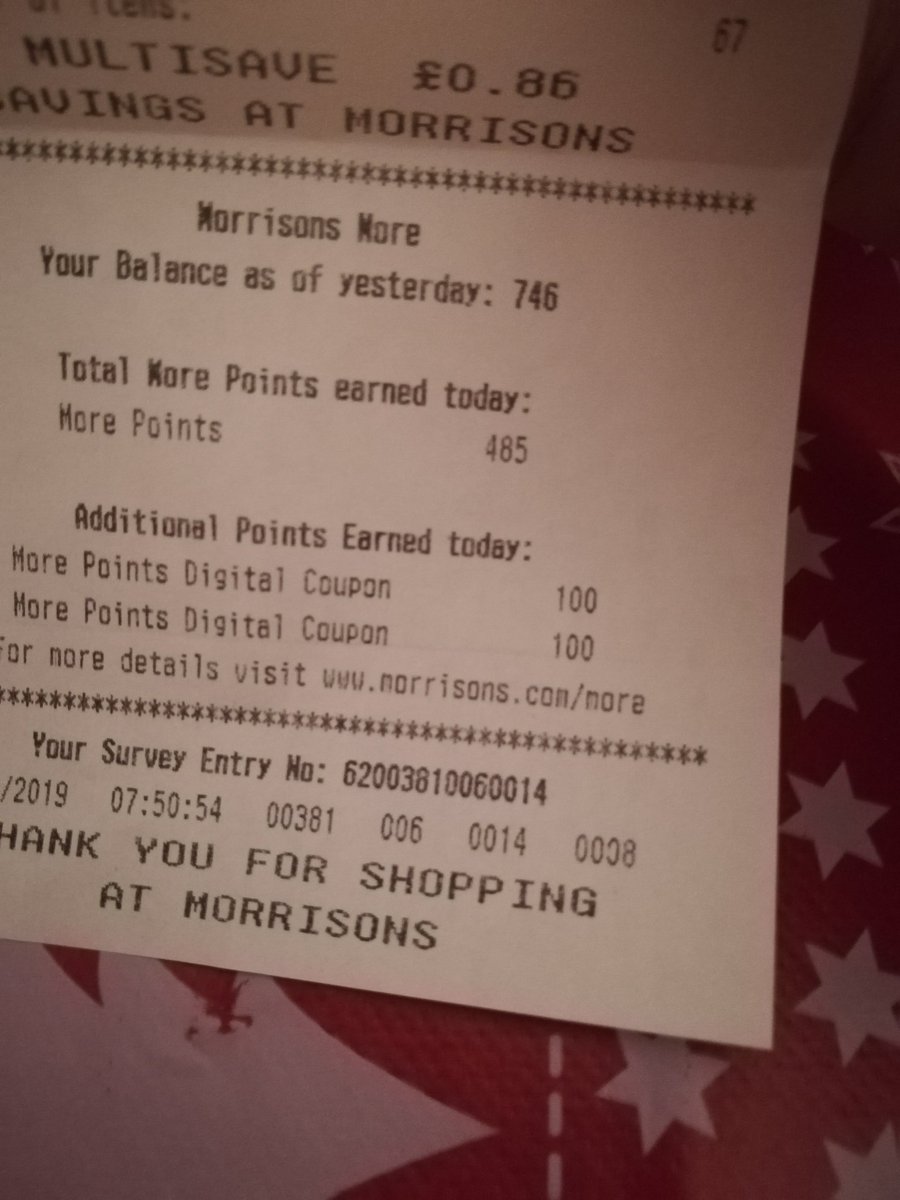 of items: 67
MULTISAVE £0.86
SAVINGS AT MORRISONS
**************************************************
Morrisons More
Your Balance as of yesterday: 746
Total More Points earned today:
More Points 485
Additional Points Earned today:
More Points Digital Coupon 100
More Points Digital Coupon 100
For more details visit www.morrisons.com/more
**************************************************
Your Survey Entry No: 62003810060014
/2019 07:50:54 00381 006 0014 0008
THANK YOU FOR SHOPPING
AT MORRISONS